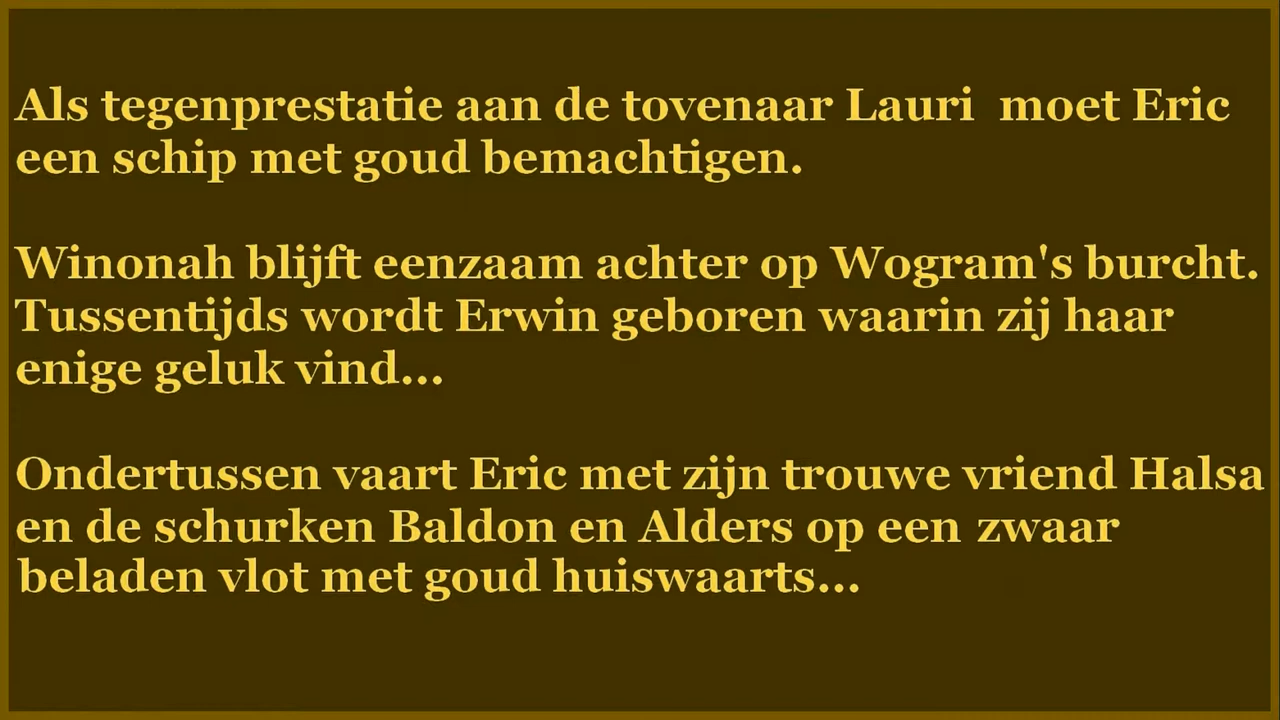 Als tegenprestatie aan de tovenaar Lauri  moet Eric
een schip met goud bemachtigen.
Winonah blijft eenzaam achter op Wogram's burcht.
Tussentijds wordt Erwin geboren waarin zij haar
enige geluk vind...
Ondertussen vaart Eric met zijn trouwe vriend Halsa
en de schurken Baldon en Alders op een zwaar
beladen vlot met goud huiswaarts...